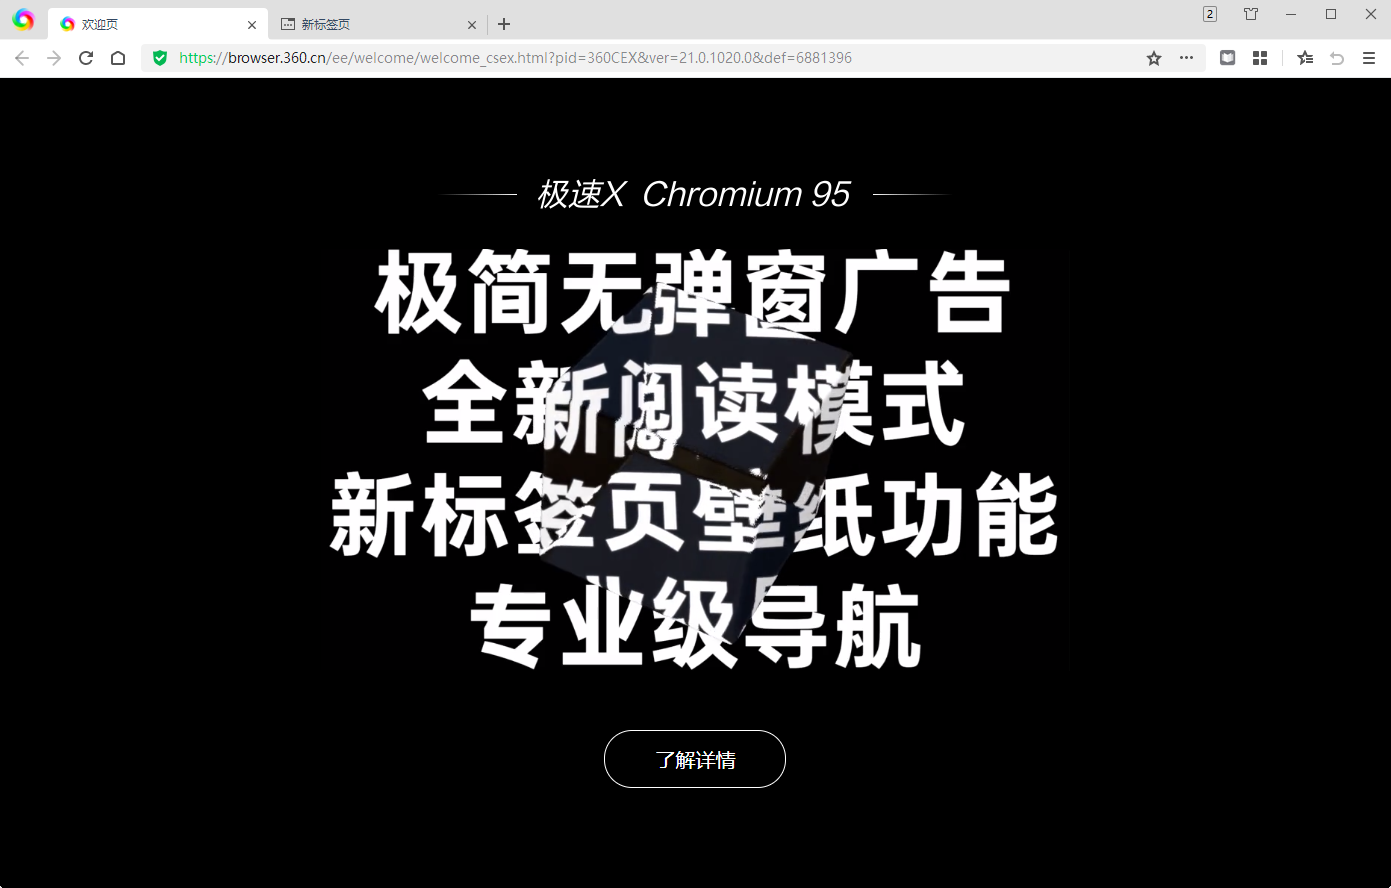 欢迎页
新标签页
2
https://browser.360.cn/ee/welcome/welcome_csex.html?pid=360CEX&ver=21.0.1020.0&def=6881396
极速X Chromium 95
极简无弹窗广告
全新阅读模式
新标签页壁纸功能
专业级导航
了解详情